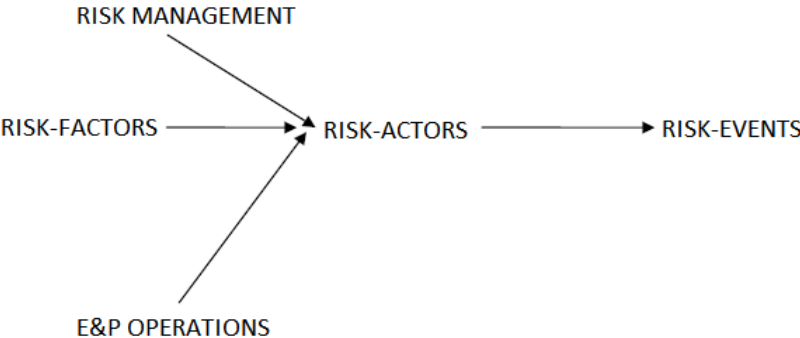 RISK MANAGEMENT
RISK-FACTORS
RISK-ACTORS
RISK-EVENTS
E&P OPERATIONS